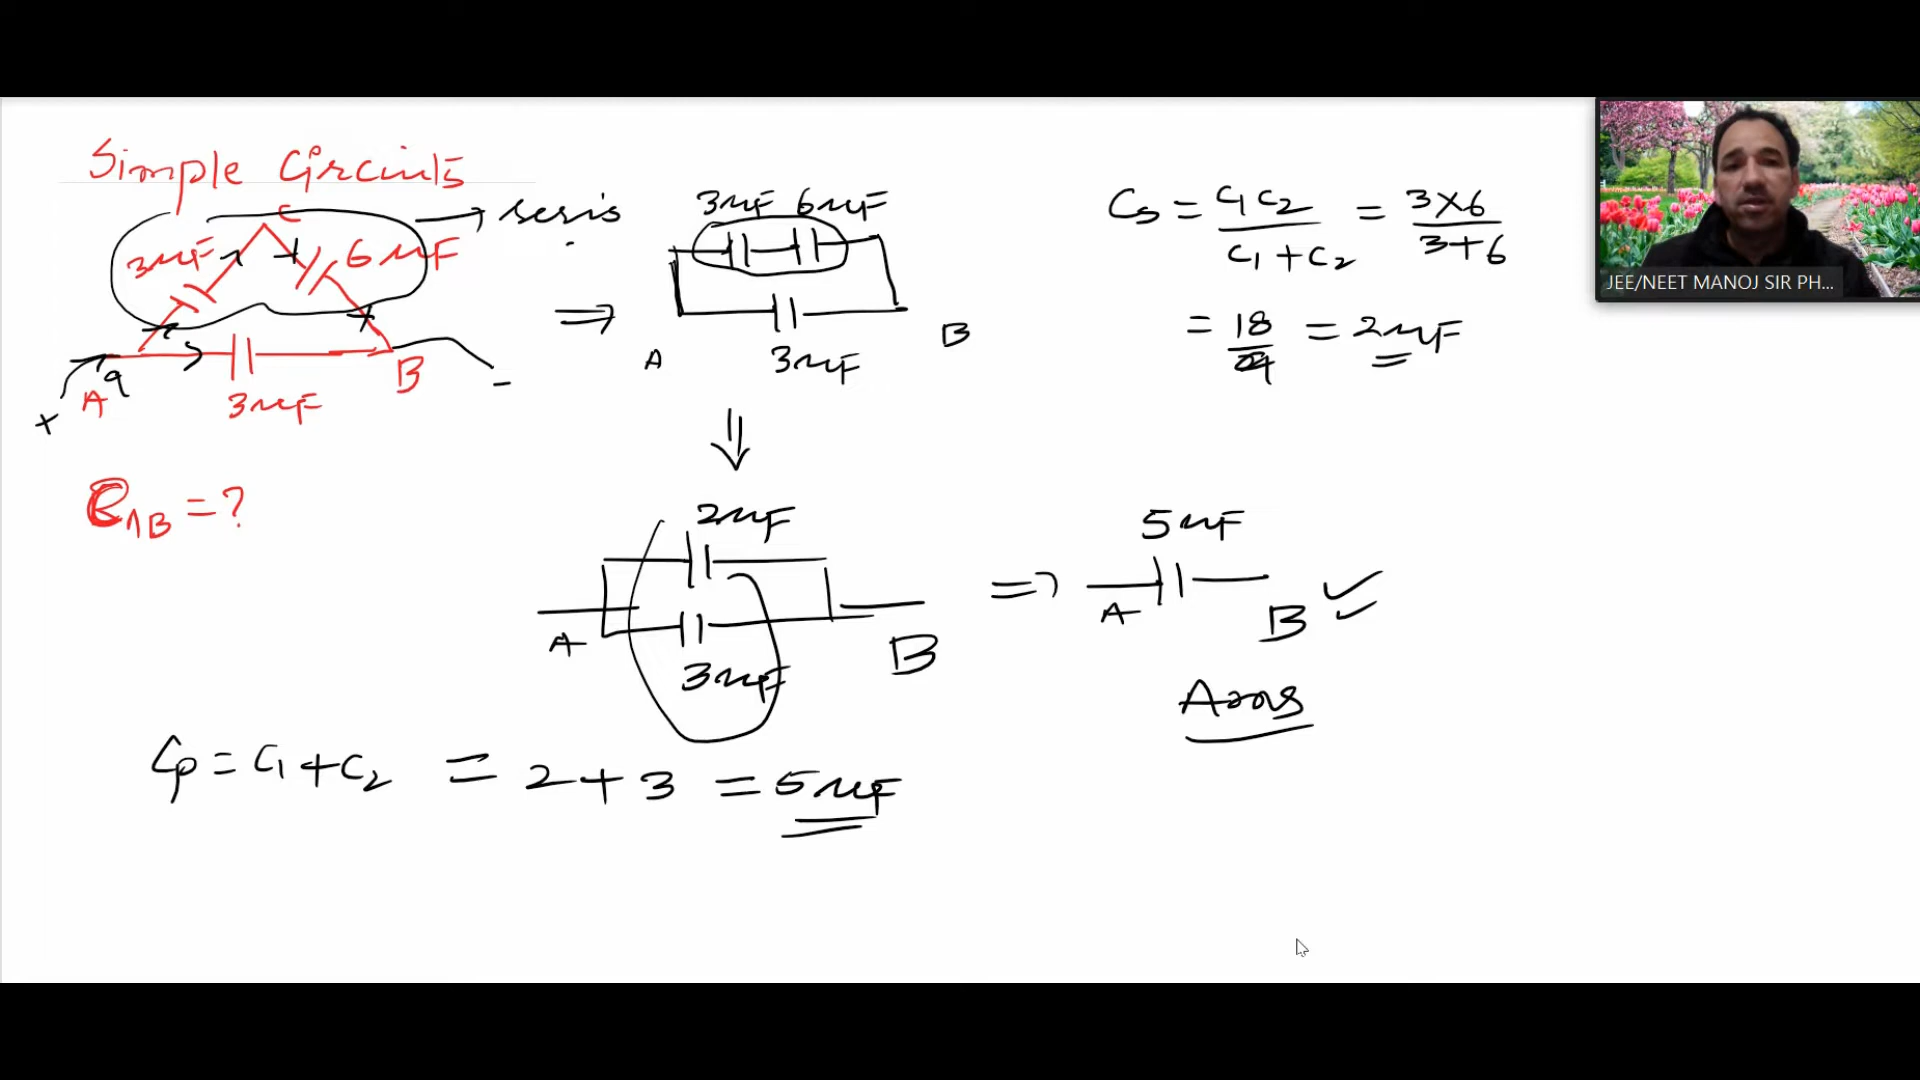 Simple Circuits
C
3μF
6μF
→ series
A
q
+
-
B
3μF
C_AB = ?
⇒
3μF 6μF
A
B
3μF
⇓
2μF
A
B
3μF
⇒
5μF
A
B ✓
Ans
Cs = C1C2/C1+C2 = 3×6/3+6
= 18/9 = 2μF
Cp = C1+C2 = 2+3 = 5μF
JEE/NEET MANOJ SIR PH...